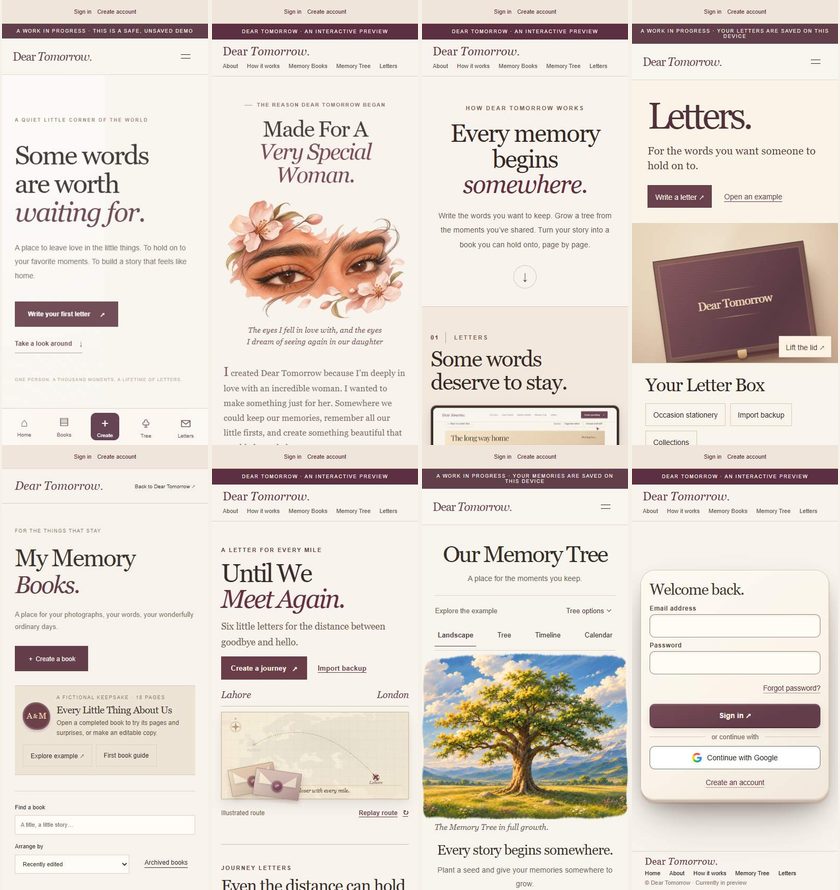 Sign in Create account
A WORK IN PROGRESS · THIS IS A SAFE, UNSAVED DEMO
Dear Tomorrow.
A QUIET LITTLE CORNER OF THE WORLD
Some words
are worth
waiting for.
A place to leave love in the little things. To hold on to
your favorite moments. To build a story that feels like
home.
Write your first letter ↗
Take a look around ↓
ONE PERSON. A THOUSAND MOMENTS. A LIFETIME OF LETTERS.
Home
Books
+
Create
Tree
Letters
Sign in Create account
DEAR TOMORROW · AN INTERACTIVE PREVIEW
Dear Tomorrow.
About How it works Memory Books Memory Tree Letters
THE REASON DEAR TOMORROW BEGAN
Made For A
Very Special
Woman.
The eyes I fell in love with, and the eyes
I dream of seeing again in our daughter
I created Dear Tomorrow because I'm deeply in
love with an incredible woman. I wanted to
make something just for her. Somewhere we
could keep our memories, remember all our
little firsts, and create something beautiful that
Sign in Create account
DEAR TOMORROW · AN INTERACTIVE PREVIEW
Dear Tomorrow.
About How it works Memory Books Memory Tree Letters
HOW DEAR TOMORROW WORKS
Every memory
begins
somewhere.
Write the words you want to keep. Grow a tree from
the moments you've shared. Turn your story into a
book you can hold onto, page by page.
↓
01 LETTERS
Some words
deserve to stay.
The long way home
Sign in Create account
A WORK IN PROGRESS · YOUR LETTERS ARE SAVED ON THIS
DEVICE
Dear Tomorrow.
Letters.
For the words you want someone to
hold on to.
Write a letter ↗ Open an example
Dear Tomorrow
Lift the lid ↗
Your Letter Box
Occasion stationery Import backup
Collections
Sign in Create account
Dear Tomorrow. Back to Dear Tomorrow ↗
FOR THE THINGS THAT STAY
My Memory
Books.
A place for your photographs, your words, your wonderfully
ordinary days.
+ Create a book
A FICTIONAL KEEPSAKE · 18 PAGES
A&M
Every Little Thing About Us
Open a completed book to try its pages and
surprises, or make an editable copy.
Explore example ↗ First book guide
Find a book
A title, a little story…
Arrange by
Recently edited Archived books
Sign in Create account
DEAR TOMORROW · AN INTERACTIVE PREVIEW
Dear Tomorrow.
About How it works Memory Books Memory Tree Letters
A LETTER FOR EVERY MILE
Until We
Meet Again.
Six little letters for the distance between
goodbye and hello.
Create a journey ↗ Import backup
Lahore London
loser with every mile.
Illustrated route Replay route ↻
JOURNEY LETTERS
Even the distance can hold
Sign in Create account
A WORK IN PROGRESS · YOUR MEMORIES ARE SAVED ON
THIS DEVICE
Dear Tomorrow.
Our Memory Tree
A place for the moments you keep.
Explore the example Tree options
Landscape Tree Timeline Calendar
The Memory Tree in full growth.
Every story begins somewhere.
Plant a seed and give your memories somewhere to
grow.
Sign in Create account
DEAR TOMORROW · AN INTERACTIVE PREVIEW
Dear Tomorrow.
About How it works Memory Books Memory Tree Letters
Welcome back.
Email address
Password
Forgot password?
Sign in ↗
or continue with
Continue with Google
Create an account
Dear Tomorrow.
Home About How it works Memory Tree Letters
© Dear Tomorrow · Currently in preview